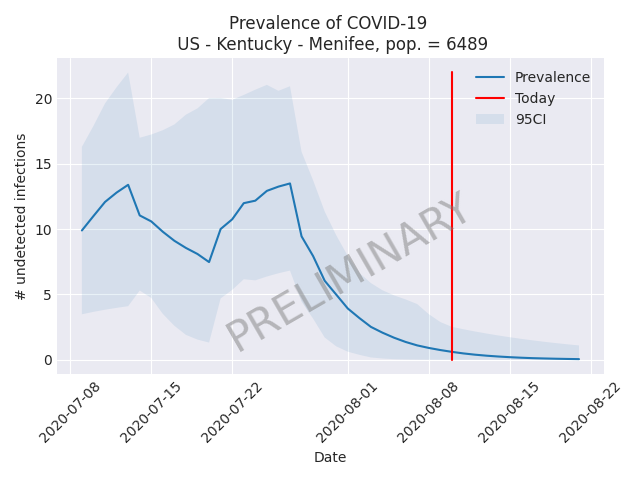 Prevalence of COVID-19
US - Kentucky - Menifee, pop. = 6489
Prevalence
Today
95CI
# undetected infections
20
15
10
5
0
PRELIMINARY
2020-07-08
2020-07-15
2020-07-22
2020-08-01
2020-08-08
2020-08-15
2020-08-22
Date